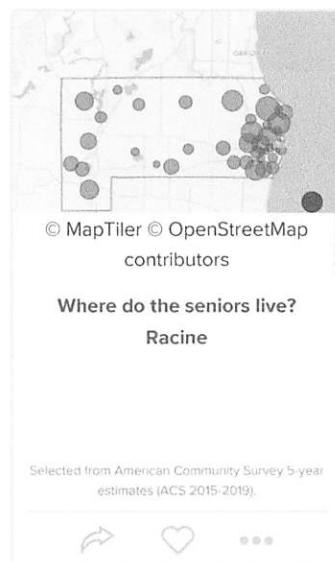 © MapTiler © OpenStreetMap
contributors
Where do the seniors live?
Racine
Selected from American Community Survey 5-year
estimates (ACS 2015-2019).